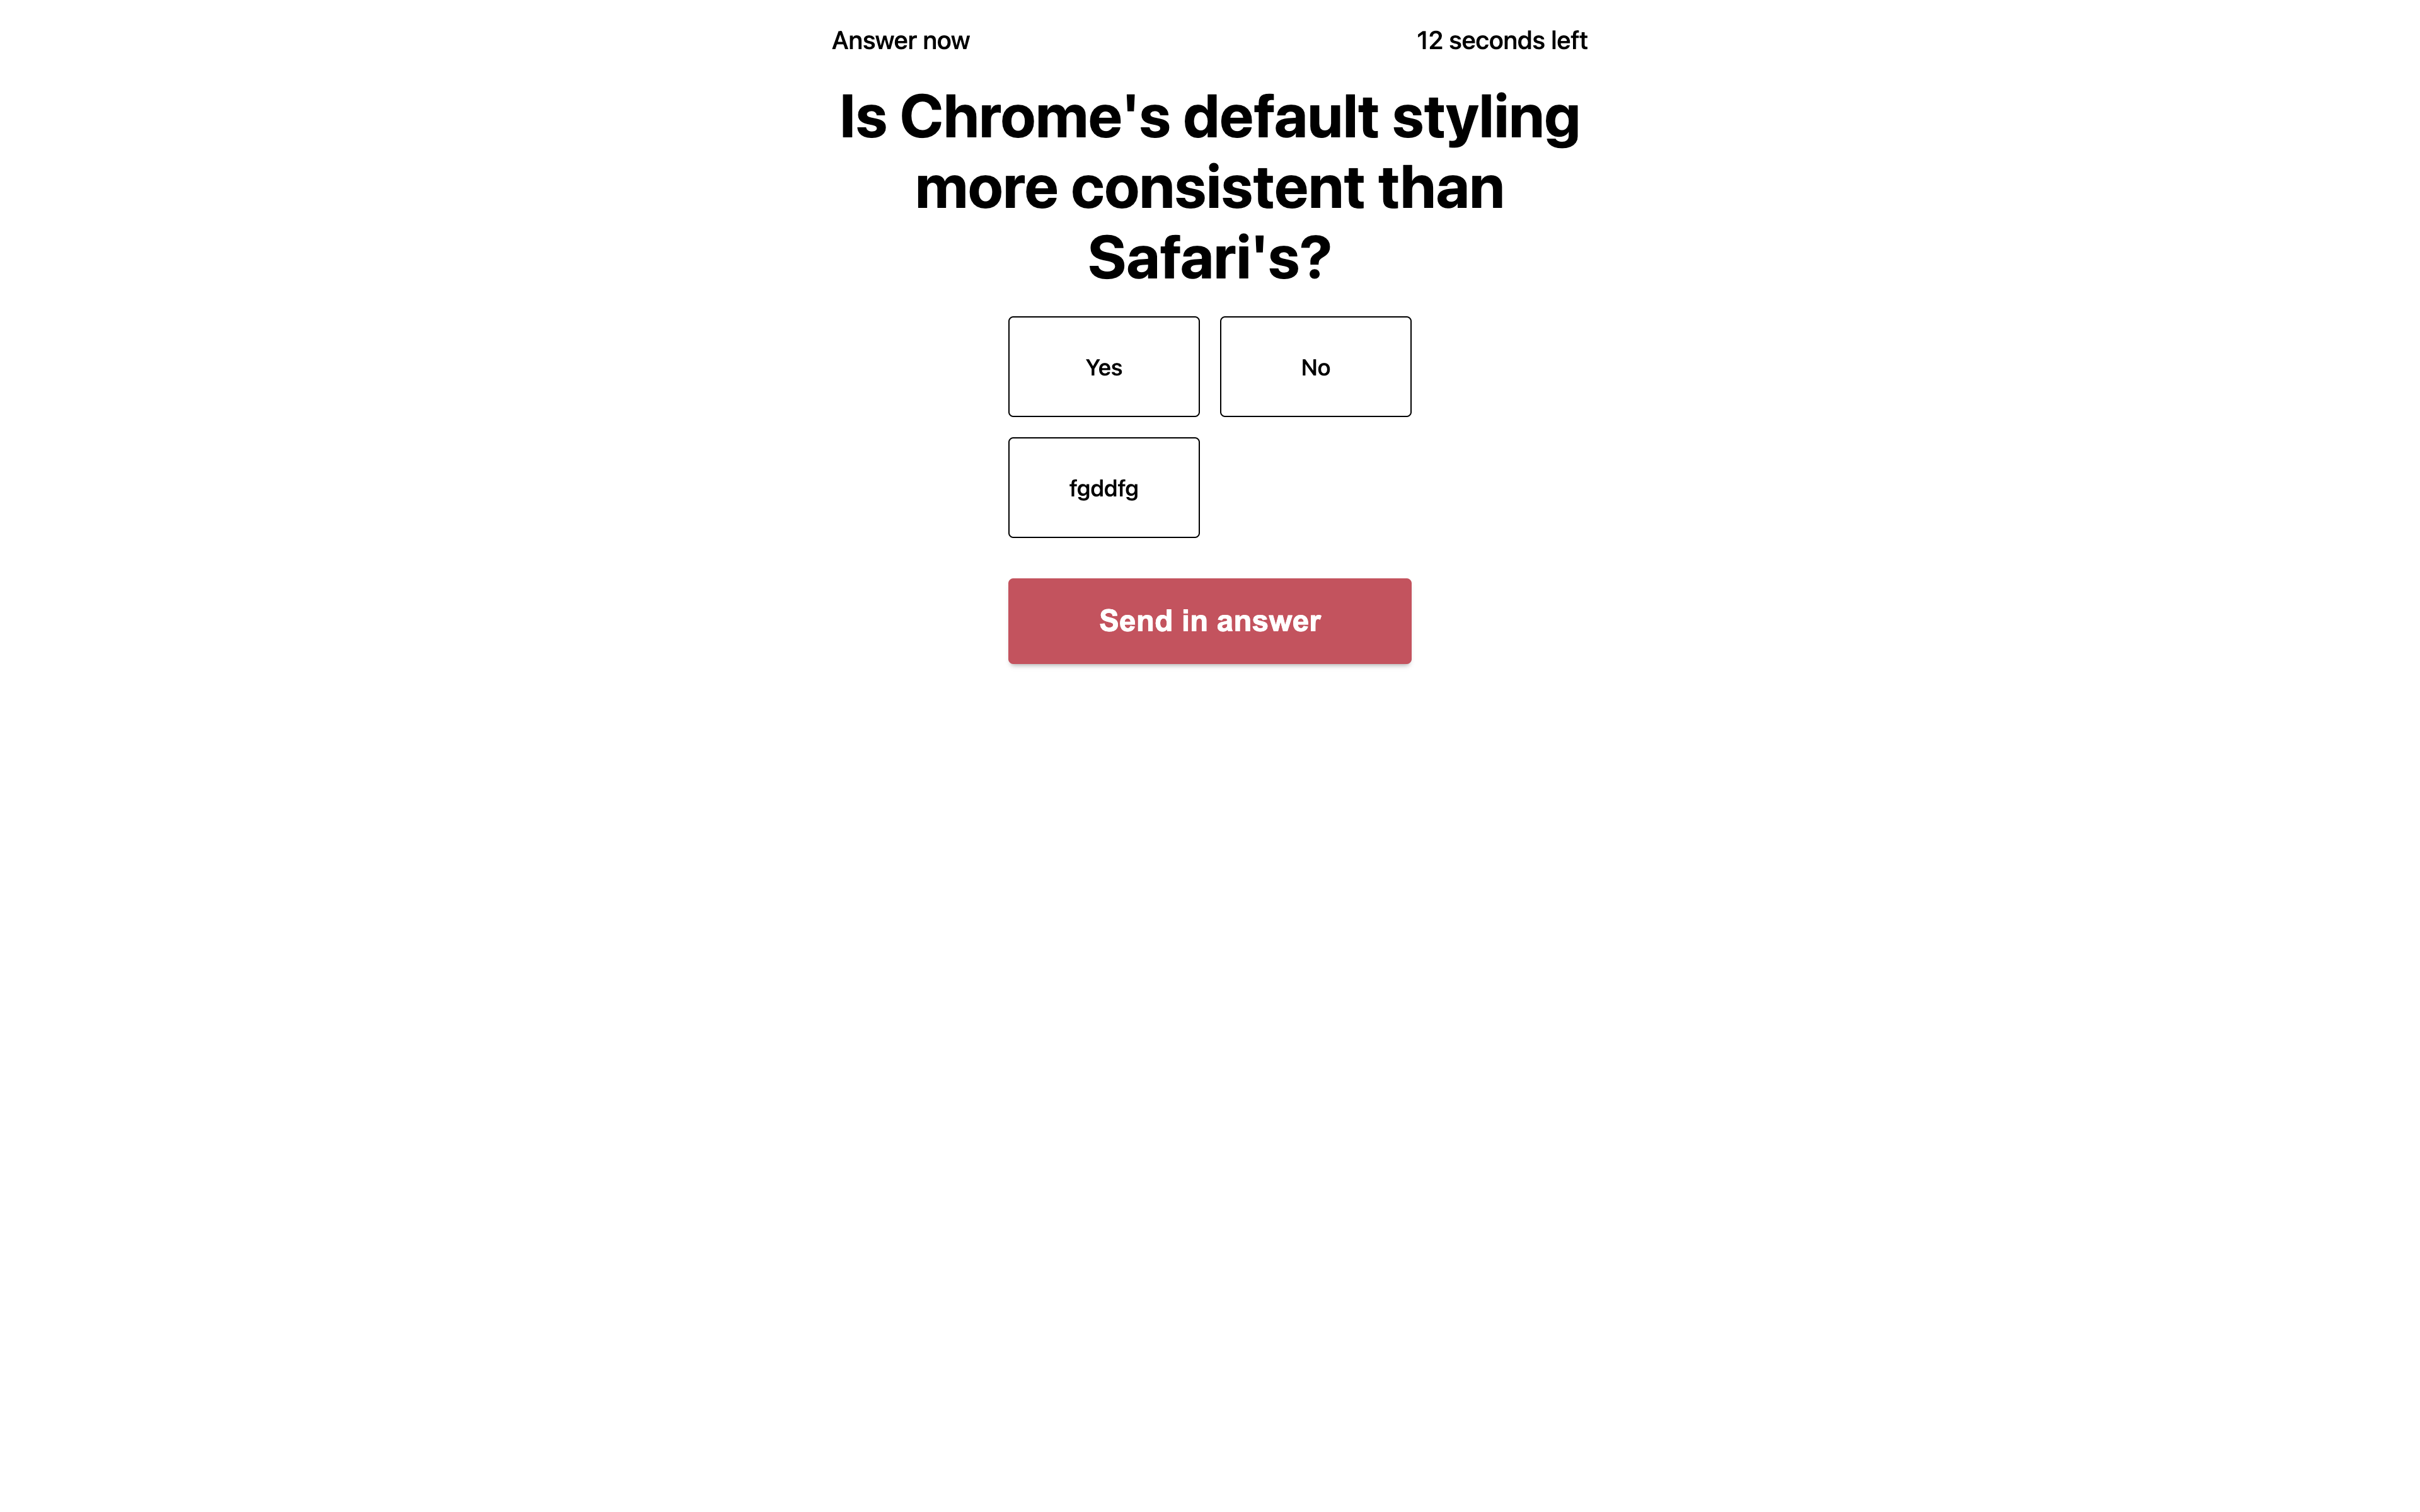 Answer now
12 seconds left
Is Chrome's default styling
more consistent than
Safari's?
Yes
No
fgddfg
Send in answer